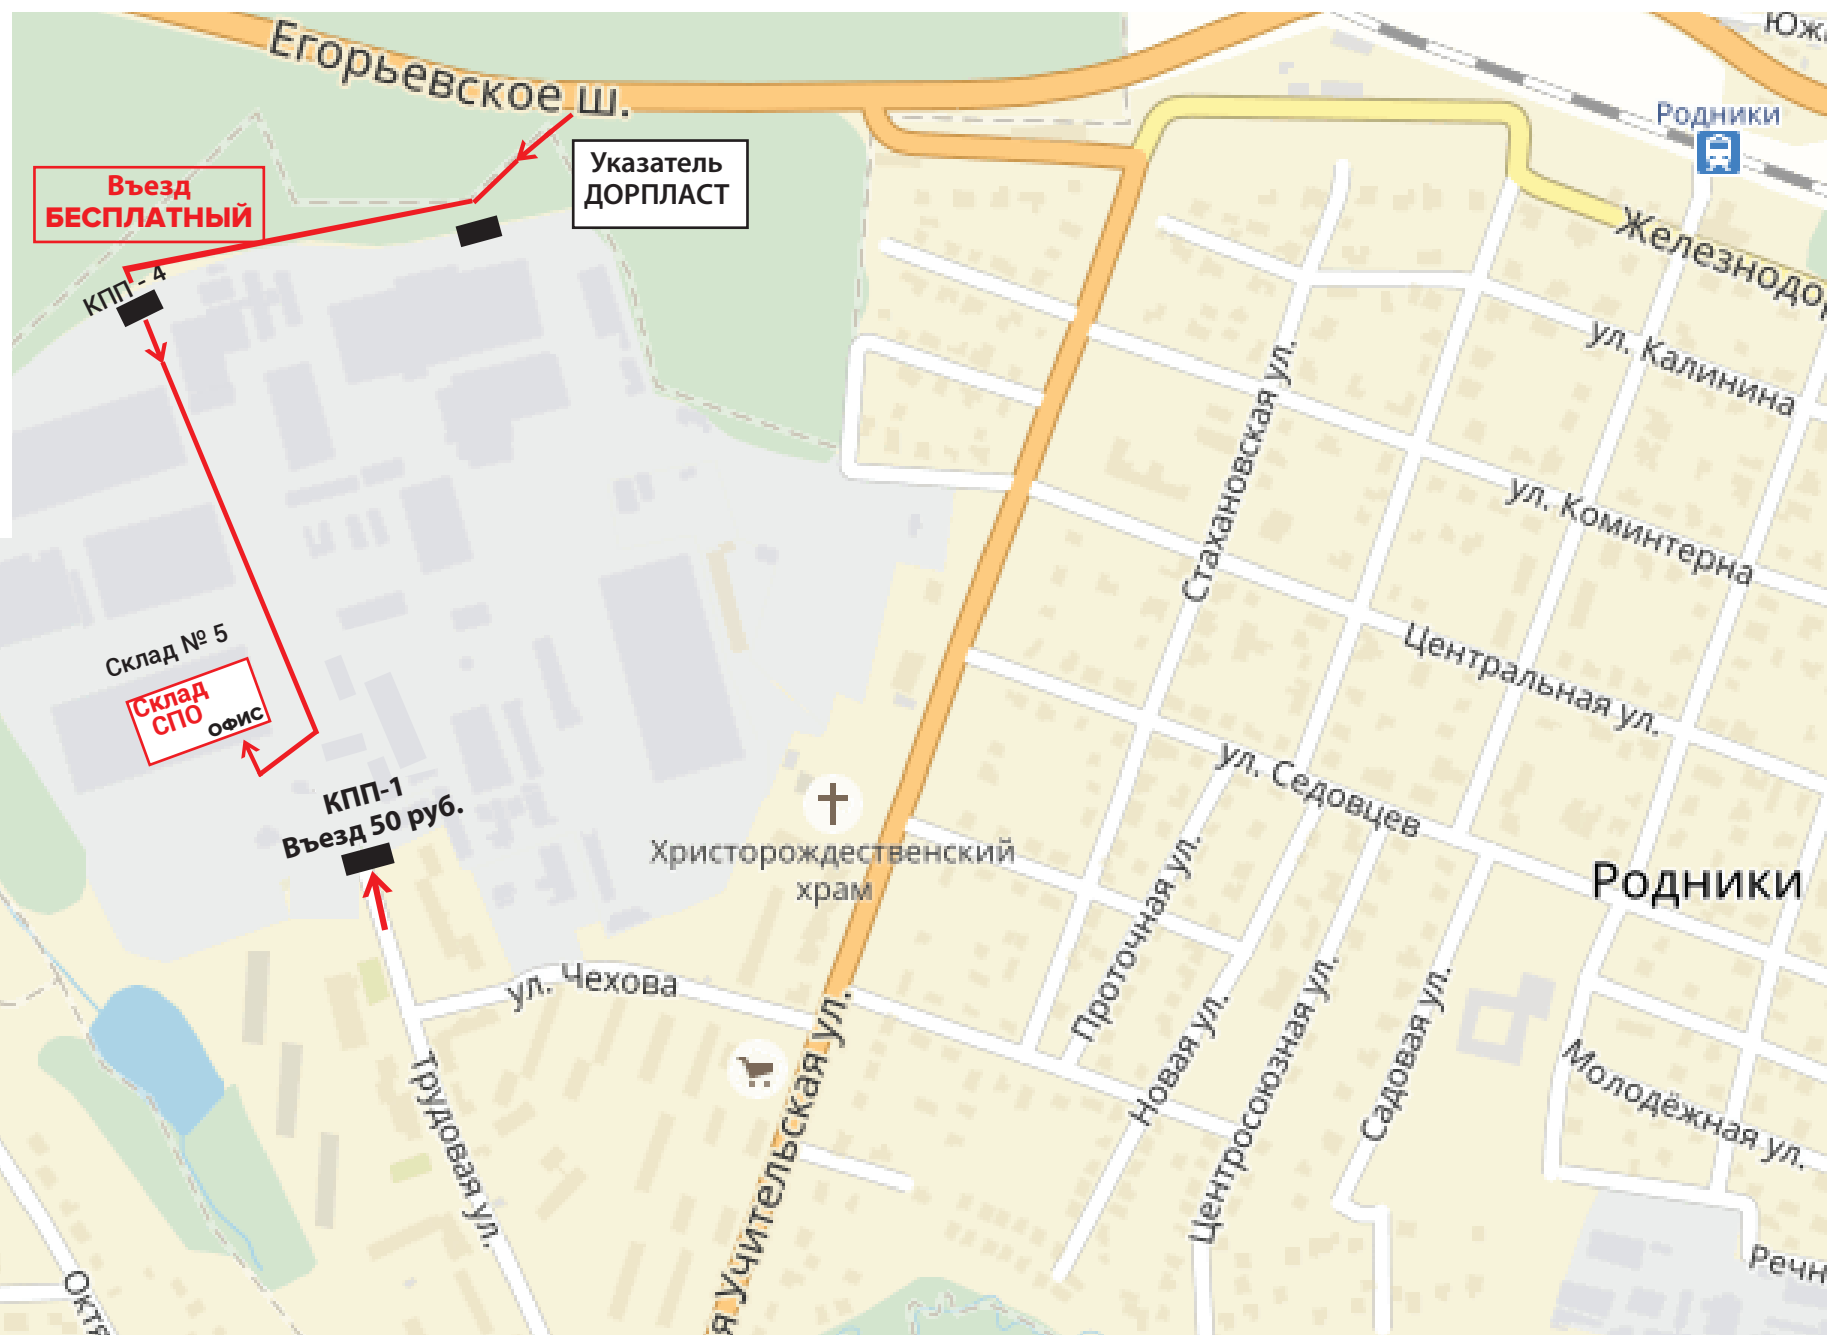 Егорьевское ш.
Южн
Родники
Указатель
ДОРПЛАСТ
Въезд
БЕСПЛАТНЫЙ
КПП - 4
Железнодор
ул. Калинина
Стахановская ул.
ул. Коминтерна
Центральная ул.
Склад № 5
Склад
СПО
ОФИС
КПП-1
Въезд 50 руб.
ул. Седовцев
Христорождественский
храм
Родники
Проточная ул.
ул. Чехова
Новая ул.
Центросоюзная ул.
Садовая ул.
Молодёжная ул.
Трудовая ул.
я учительская ул.
Речн
Октя